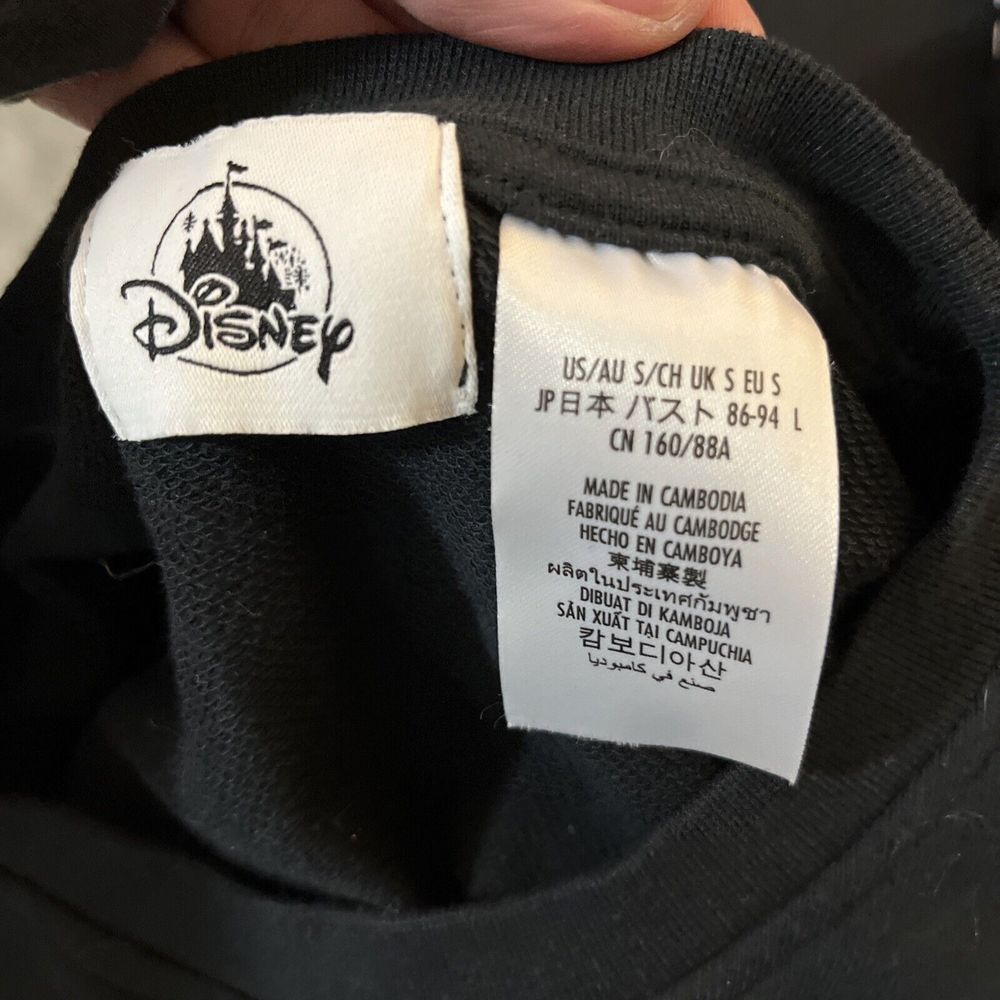 Disney
US/AU S/CH UK S EU S
JP日本 バスト 86-94 L
CN 160/88A
MADE IN CAMBODIA
FABRIQUÉ AU CAMBODGE
HECHO EN CAMBOYA
柬埔寨製
ผลิตในประเทศกัมพูชา
DIBUAT DI KAMBOJA
SẢN XUẤT TẠI CAMPUCHIA
캄보디아산
صنع في كامبوديا